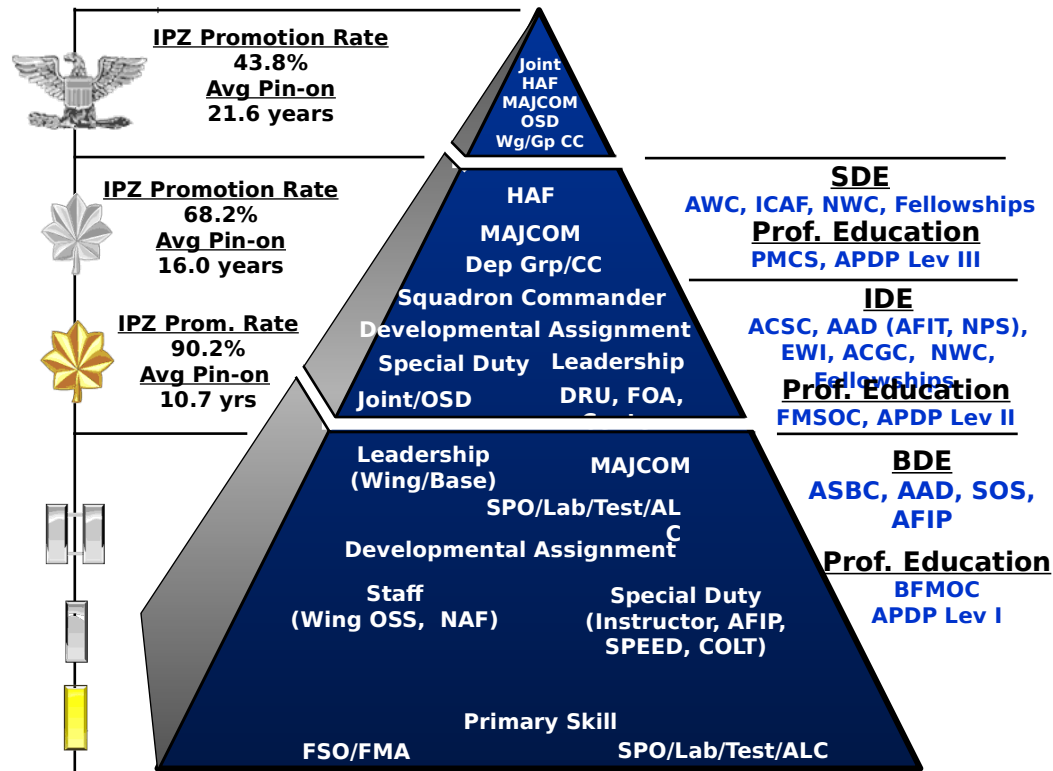 IPZ Promotion Rate
43.8%
Avg Pin-on
21.6 years
IPZ Promotion Rate
68.2%
Avg Pin-on
16.0 years
IPZ Prom. Rate
90.2%
Avg Pin-on
10.7 yrs
Joint
HAF
MAJCOM
OSD
Wg/Gp CC
HAF
MAJCOM
Dep Grp/CC
Squadron Commander
Developmental Assignment
Special Duty
Leadership
Joint/OSD
DRU, FOA,
Leadership
(Wing/Base)
MAJCOM
SPO/Lab/Test/AL
C
Developmental Assignment
Staff
(Wing OSS, NAF)
Special Duty
(Instructor, AFIP,
SPEED, COLT)
Primary Skill
FSO/FMA
SPO/Lab/Test/ALC
SDE
AWC, ICAF, NWC, Fellowships
Prof. Education
PMCS, APDP Lev III
IDE
ACSC, AAD (AFIT, NPS),
EWI, ACGC, NWC,
Fellowships
Prof. Education
FMSOC, APDP Lev II
BDE
ASBC, AAD, SOS,
AFIP
Prof. Education
BFMOC
APDP Lev I